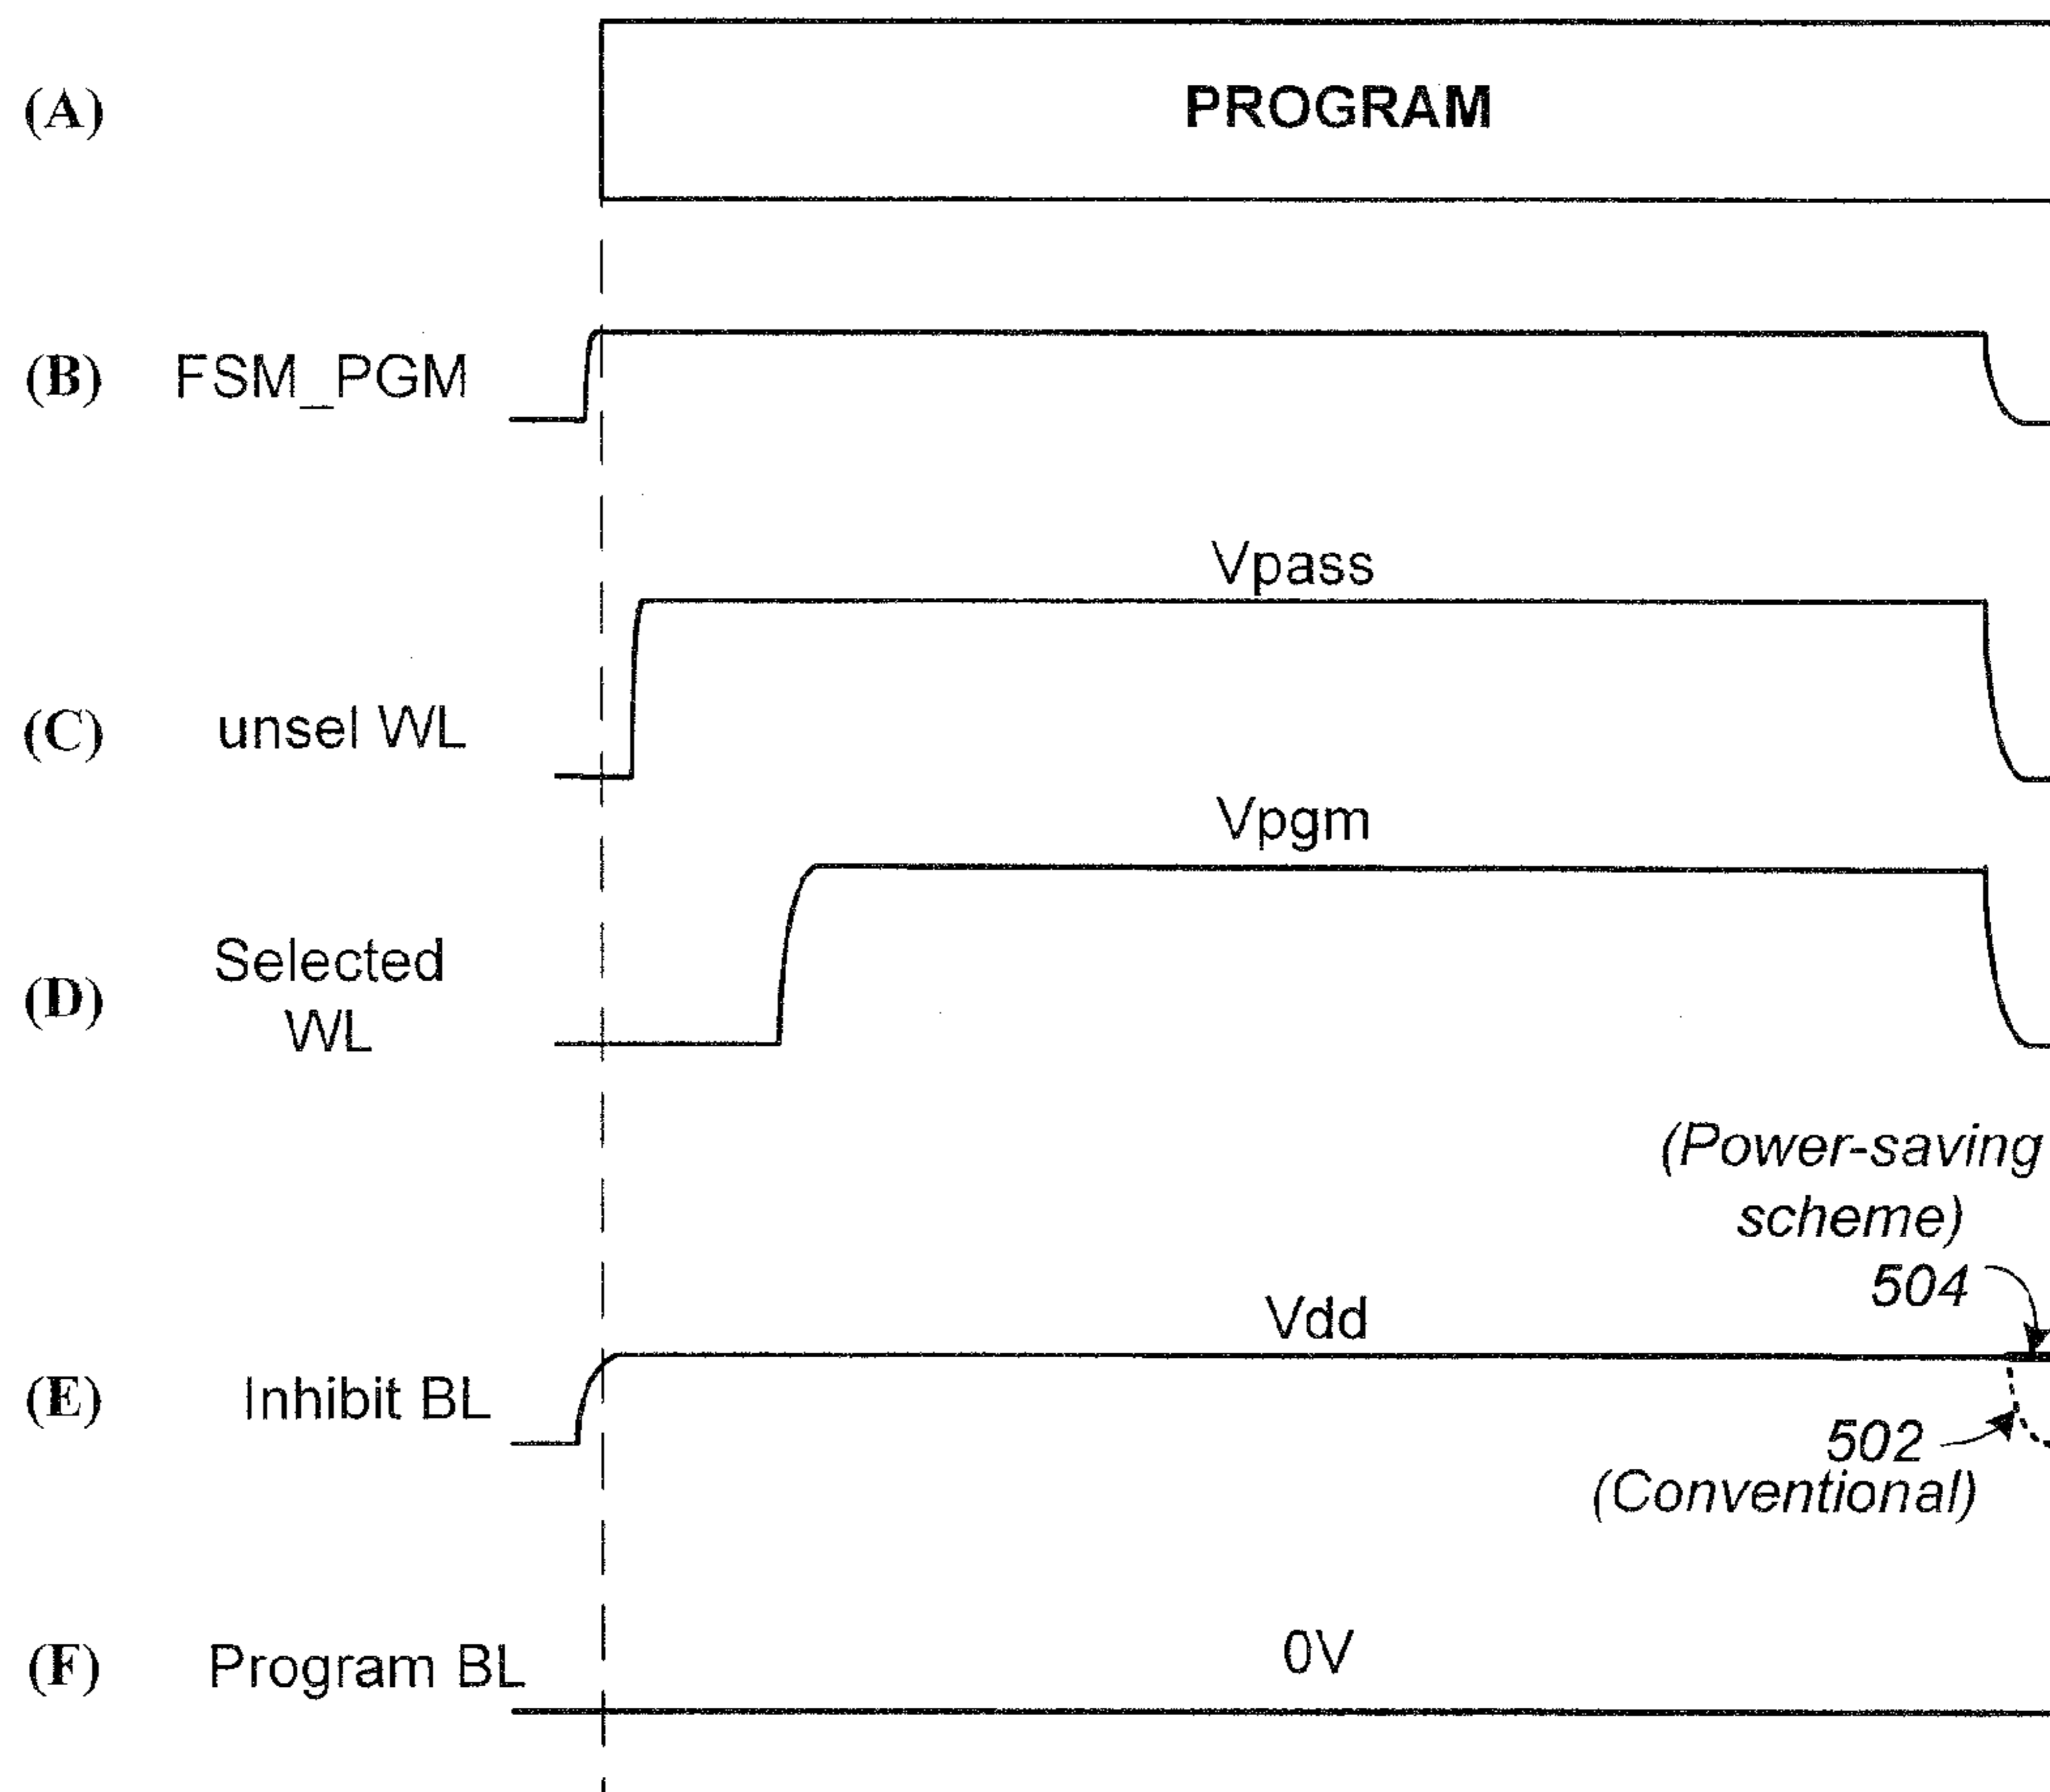 (A)
PROGRAM
(B) FSM_PGM
Vpass
(C) unsel WL
Vpgm
(D) Selected
WL
(Power-saving
scheme)
504
Vdd
(E) Inhibit BL
502
(Conventional)
0V
(F) Program BL